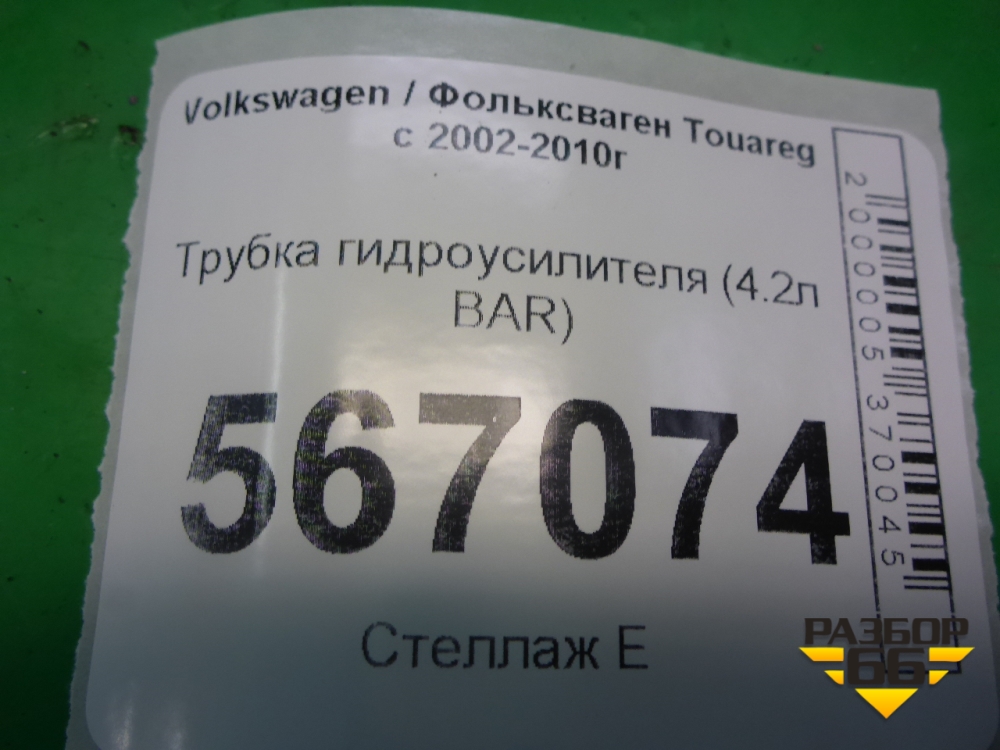 Volkswagen / Фольксваген Touareg
с 2002-2010г
Трубка гидроусилителя (4.2л
BAR)
567074
Стеллаж Е
2000005370045
РАЗБОР
66